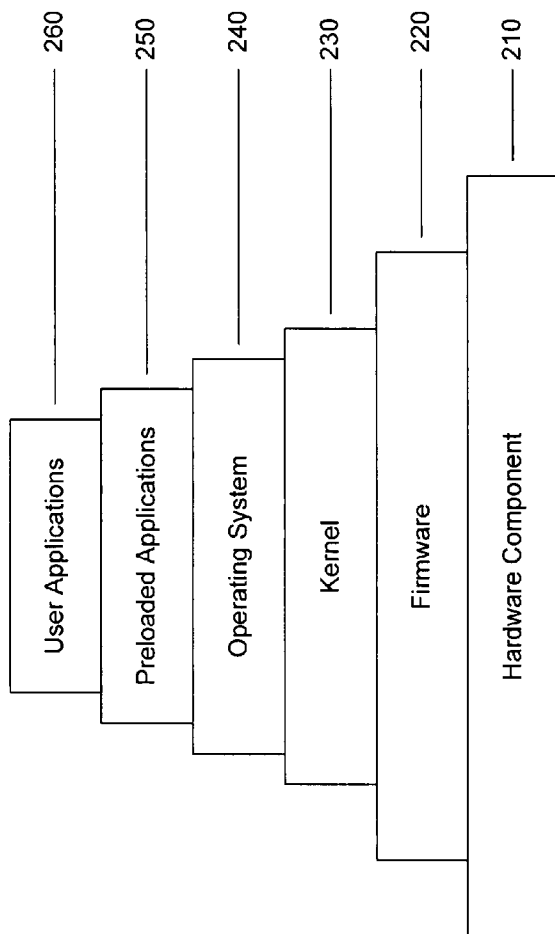 User Applications 260
Preloaded Applications 250
Operating System 240
Kernel 230
Firmware 220
Hardware Component 210